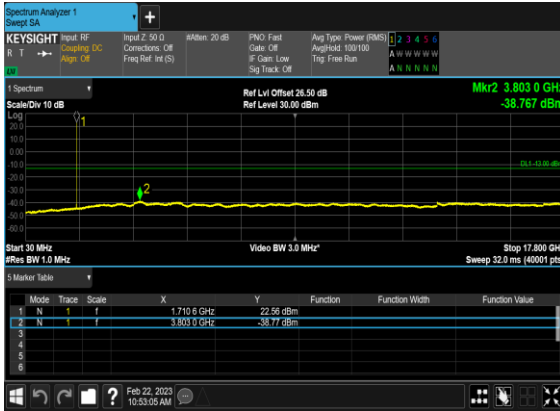 Spectrum Analyzer 1
Swept SA
+
KEYSIGHT Input: RF Input Z: 50 Ω #Atten: 20 dB PNO: Fast Avg Type: Power (RMS) 1 2 3 4 5 6
R T Coupling: DC Corrections: Off Gate: Off Avg|Hold: 100/100 A W W W W W
Align: Off Freq Ref: Int (S) IF Gain: Low Trig: Free Run
LXI Sig Track: Off A N N N N N
1 Spectrum Ref Lvl Offset 26.50 dB Mkr2 3.803 0 GHz
Scale/Div 10 dB Ref Level 30.00 dBm -38.767 dBm
Log
1
20.0
10.0
0.00
-10.0
DL1 -13.00 dBm
-20.0
-30.0
2
-40.0
-50.0
-60.0
Start 30 MHz Video BW 3.0 MHz* Stop 17.800 GHz
#Res BW 1.0 MHz Sweep 32.0 ms (40001 pts)
5 Marker Table
Mode Trace Scale X Y Function Function Width Function Value
1 N 1 f 1.710 6 GHz 22.56 dBm
2 N 1 f 3.803 0 GHz -38.77 dBm
3
4
5
6
? Feb 22, 2023
10:53:05 AM